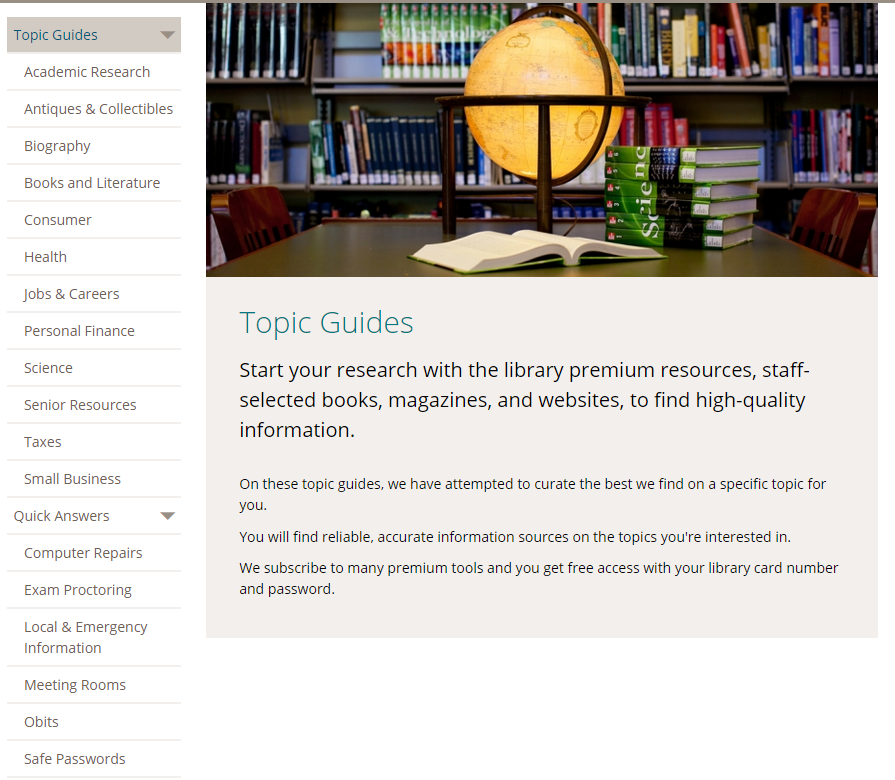 Topic Guides
Academic Research
Antiques & Collectibles
Biography
Books and Literature
Consumer
Health
Jobs & Careers
Personal Finance
Science
Senior Resources
Taxes
Small Business
Quick Answers
Computer Repairs
Exam Proctoring
Local & Emergency
Information
Meeting Rooms
Obits
Safe Passwords
& Technology
Science
Topic Guides
Start your research with the library premium resources, staff-
selected books, magazines, and websites, to find high-quality
information.
On these topic guides, we have attempted to curate the best we find on a specific topic for
you.
You will find reliable, accurate information sources on the topics you're interested in.
We subscribe to many premium tools and you get free access with your library card number
and password.